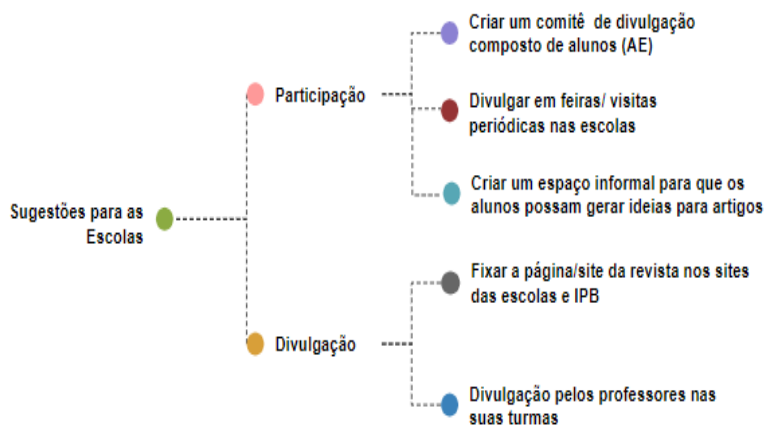 Sugestões para as
Escolas
Participação
Criar um comitê de divulgação
composto de alunos (AE)
Divulgar em feiras/ visitas
periódicas nas escolas
Criar um espaço informal para que os
alunos possam gerar ideias para artigos
Divulgação
Fixar a página/site da revista nos sites
das escolas e IPB
Divulgação pelos professores nas
suas turmas